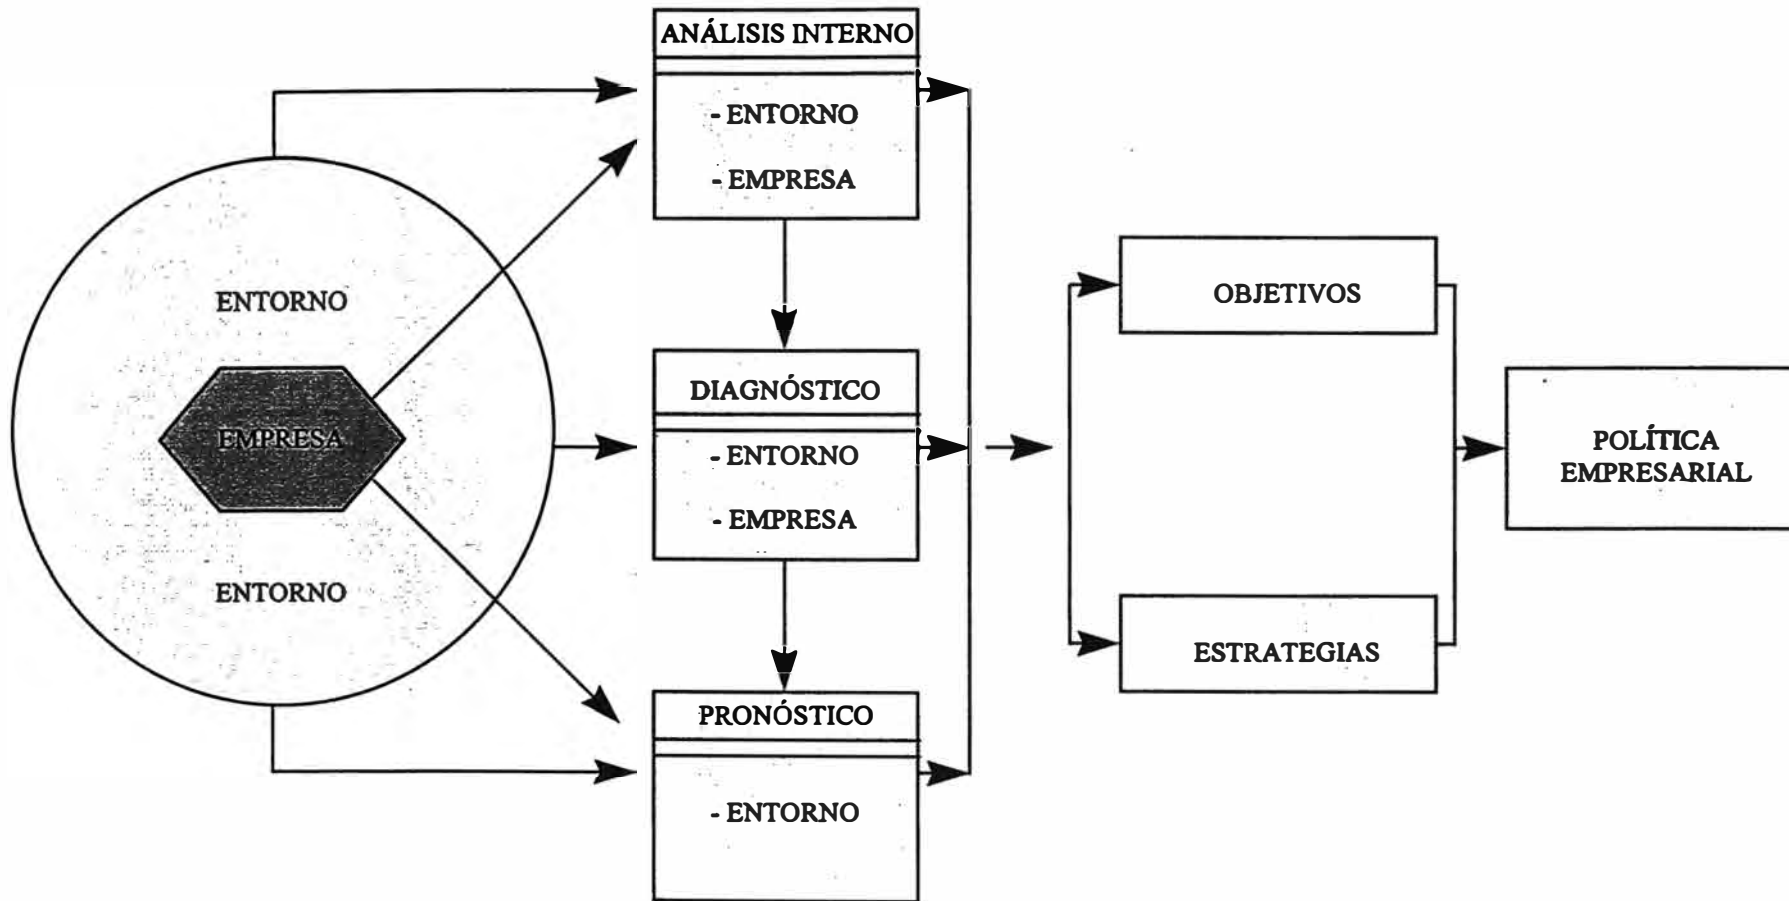 ANÁLISIS INTERNO
- ENTORNO
- EMPRESA
ENTORNO
EMPRESA
ENTORNO
DIAGNÓSTICO
- ENTORNO
- EMPRESA
PRONÓSTICO
- ENTORNO
OBJETIVOS
ESTRATEGIAS
POLÍTICA
EMPRESARIAL